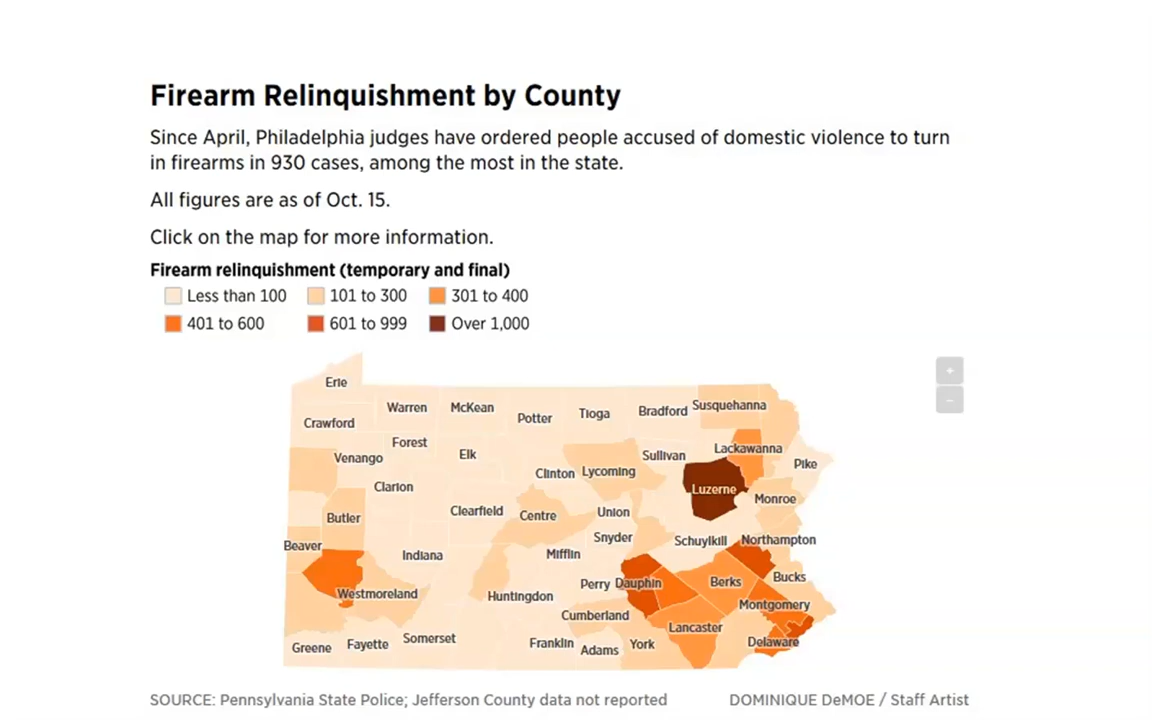 Firearm Relinquishment by County
Since April, Philadelphia judges have ordered people accused of domestic violence to turn
in firearms in 930 cases, among the most in the state.
All figures are as of Oct. 15.
Click on the map for more information.
Firearm relinquishment (temporary and final)
Less than 100
101 to 300
301 to 400
401 to 600
601 to 999
Over 1,000
+
−
Erie
Warren
McKean
Potter
Tioga
Bradford
Susquehanna
Crawford
Forest
Elk
Venango
Sullivan
Lackawanna
Pike
Clinton
Lycoming
Clarion
Luzerne
Monroe
Butler
Clearfield
Centre
Union
Beaver
Indiana
Mifflin
Snyder
Schuylkill
Northampton
Westmoreland
Huntingdon
Perry
Dauphin
Berks
Bucks
Montgomery
Cumberland
Greene
Fayette
Somerset
Franklin
Adams
York
Lancaster
Delaware
SOURCE: Pennsylvania State Police; Jefferson County data not reported
DOMINIQUE DeMOE / Staff Artist